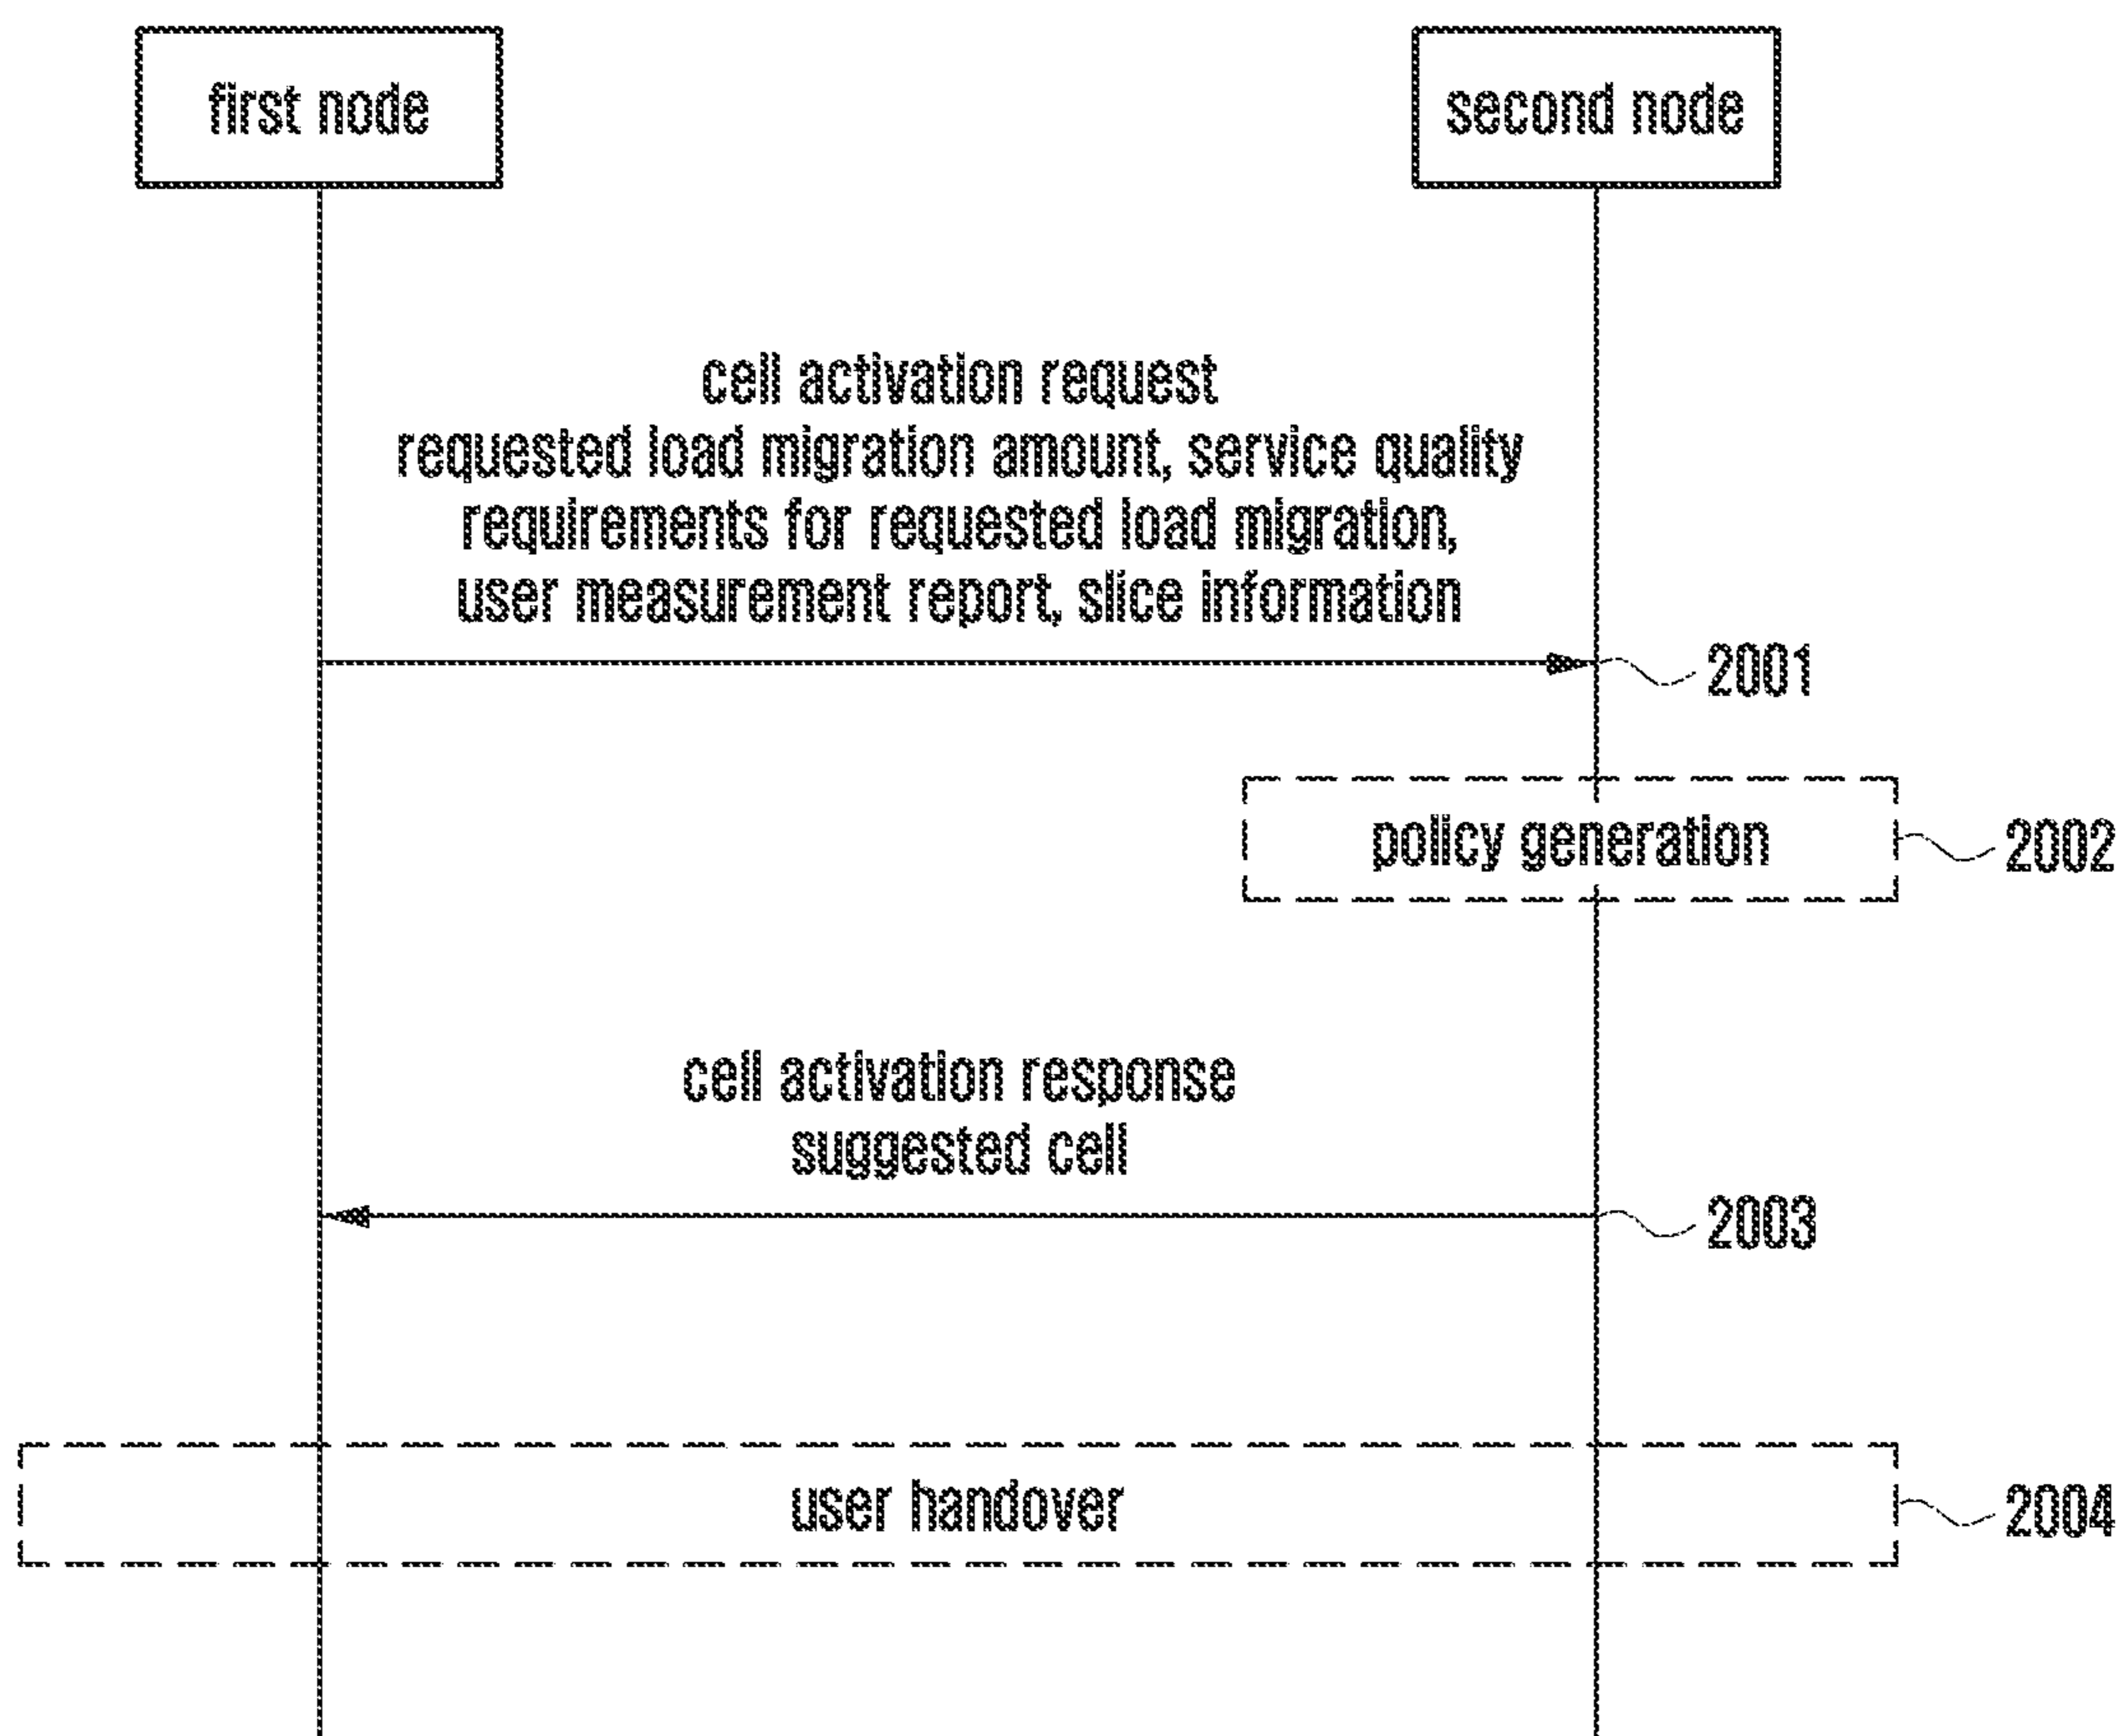 first node
second node
cell activation request
requested load migration amount, service quality
requirements for requested load migration,
user measurement report, slice information
2001
policy generation
2002
cell activation response
suggested cell
2003
user handover
2004